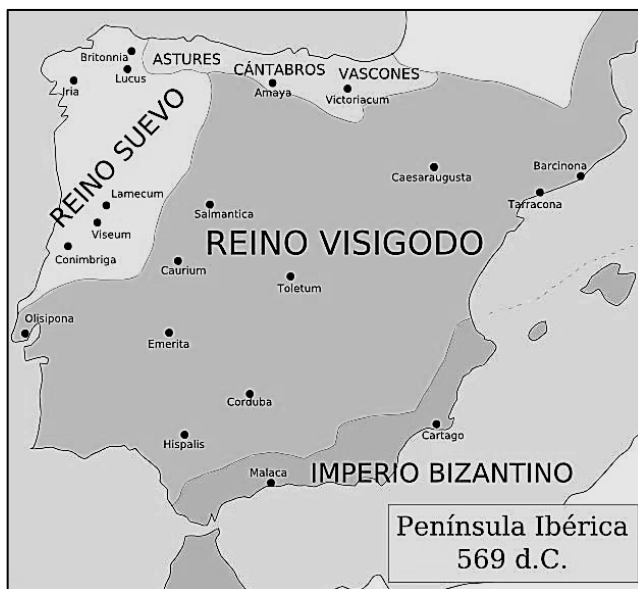 Britonnia
ASTURES
Lucus
CÁNTABROS
VASCONES
Iria
Amaya
Victoriacum
REINO SUEVO
Barcinona
Caesaraugusta
Lamecum
Salmantica
Tarracona
Viseum
REINO VISIGODO
Conimbriga
Caurium
Toletum
Olisipona
Emerita
Corduba
Hispalis
Cartago
Malaca
IMPERIO BIZANTINO
Península Ibérica
569 d.C.